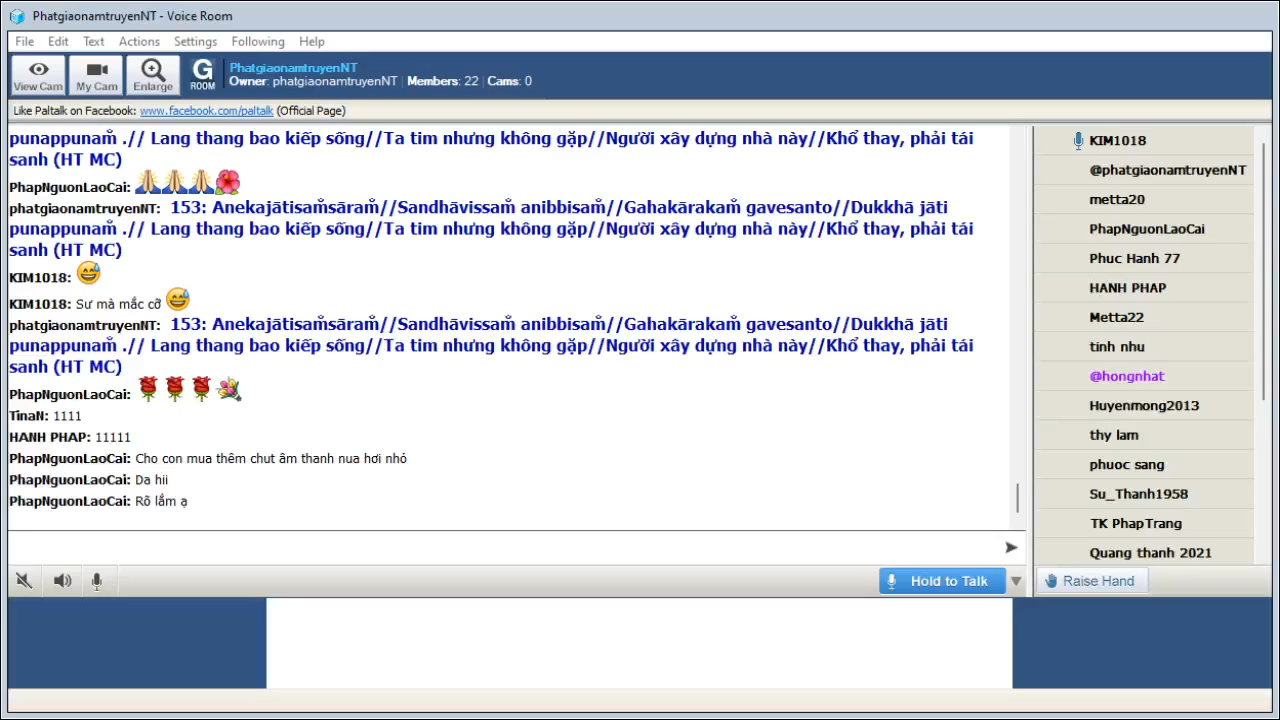 PhatgiaonamtruyenNT - Voice Room
File Edit Text Actions Settings Following Help
View Cam My Cam Enlarge G ROOM
PhatgiaonamtruyenNT
Owner: phatgiaonamtruyenNT | Members: 22 | Cams: 0
Like Paltalk on Facebook: www.facebook.com/paltalk (Official Page)
punappunaṁ .// Lang thang bao kiếp sống//Ta tìm nhưng không gặp//Người xây dựng nhà này//Khổ thay, phải tái
sanh (HT MC)
PhapNguonLaoCai: 🙏🙏🙏🌺
phatgiaonamtruyenNT: 153: Anekajātisaṁsāraṁ//Sandhāvissaṁ anibbisaṁ//Gahakārakaṁ gavesanto//Dukkhā jāti
punappunaṁ .// Lang thang bao kiếp sống//Ta tìm nhưng không gặp//Người xây dựng nhà này//Khổ thay, phải tái
sanh (HT MC)
KIM1018: 😅
KIM1018: Sư mà mắc cỡ 😅
phatgiaonamtruyenNT: 153: Anekajātisaṁsāraṁ//Sandhāvissaṁ anibbisaṁ//Gahakārakaṁ gavesanto//Dukkhā jāti
punappunaṁ .// Lang thang bao kiếp sống//Ta tìm nhưng không gặp//Người xây dựng nhà này//Khổ thay, phải tái
sanh (HT MC)
PhapNguonLaoCai: 🌹🌹🌹💐
TinaN: 1111
HANH PHAP: 11111
PhapNguonLaoCai: Cho con mua thêm chut âm thanh nua hơi nhỏ
PhapNguonLaoCai: Da hii
PhapNguonLaoCai: Rõ lắm ạ
Hold to Talk
KIM1018
@phatgiaonamtruyenNT
metta20
PhapNguonLaoCai
Phuc Hanh 77
HANH PHAP
Metta22
tinh nhu
@hongnhat
Huyenmong2013
thy lam
phuoc sang
Su_Thanh1958
TK PhapTrang
Quang thanh 2021
Raise Hand